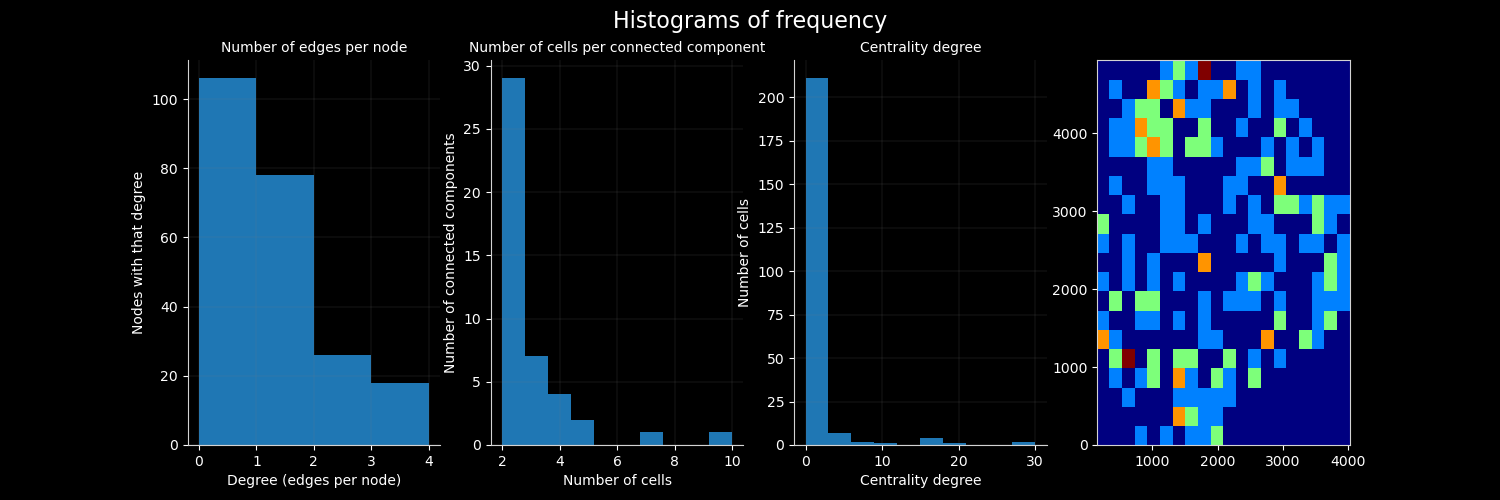 Histograms of frequency
Number of edges per node
Nodes with that degree
100
80
60
40
20
0
0 1 2 3 4
Degree (edges per node)
Number of cells per connected component
Number of connected components
30
25
20
15
10
5
0
2 4 6 8 10
Number of cells
Centrality degree
Number of cells
200
175
150
125
100
75
50
25
0
0 10 20 30
Centrality degree
4000
3000
2000
1000
0
1000 2000 3000 4000